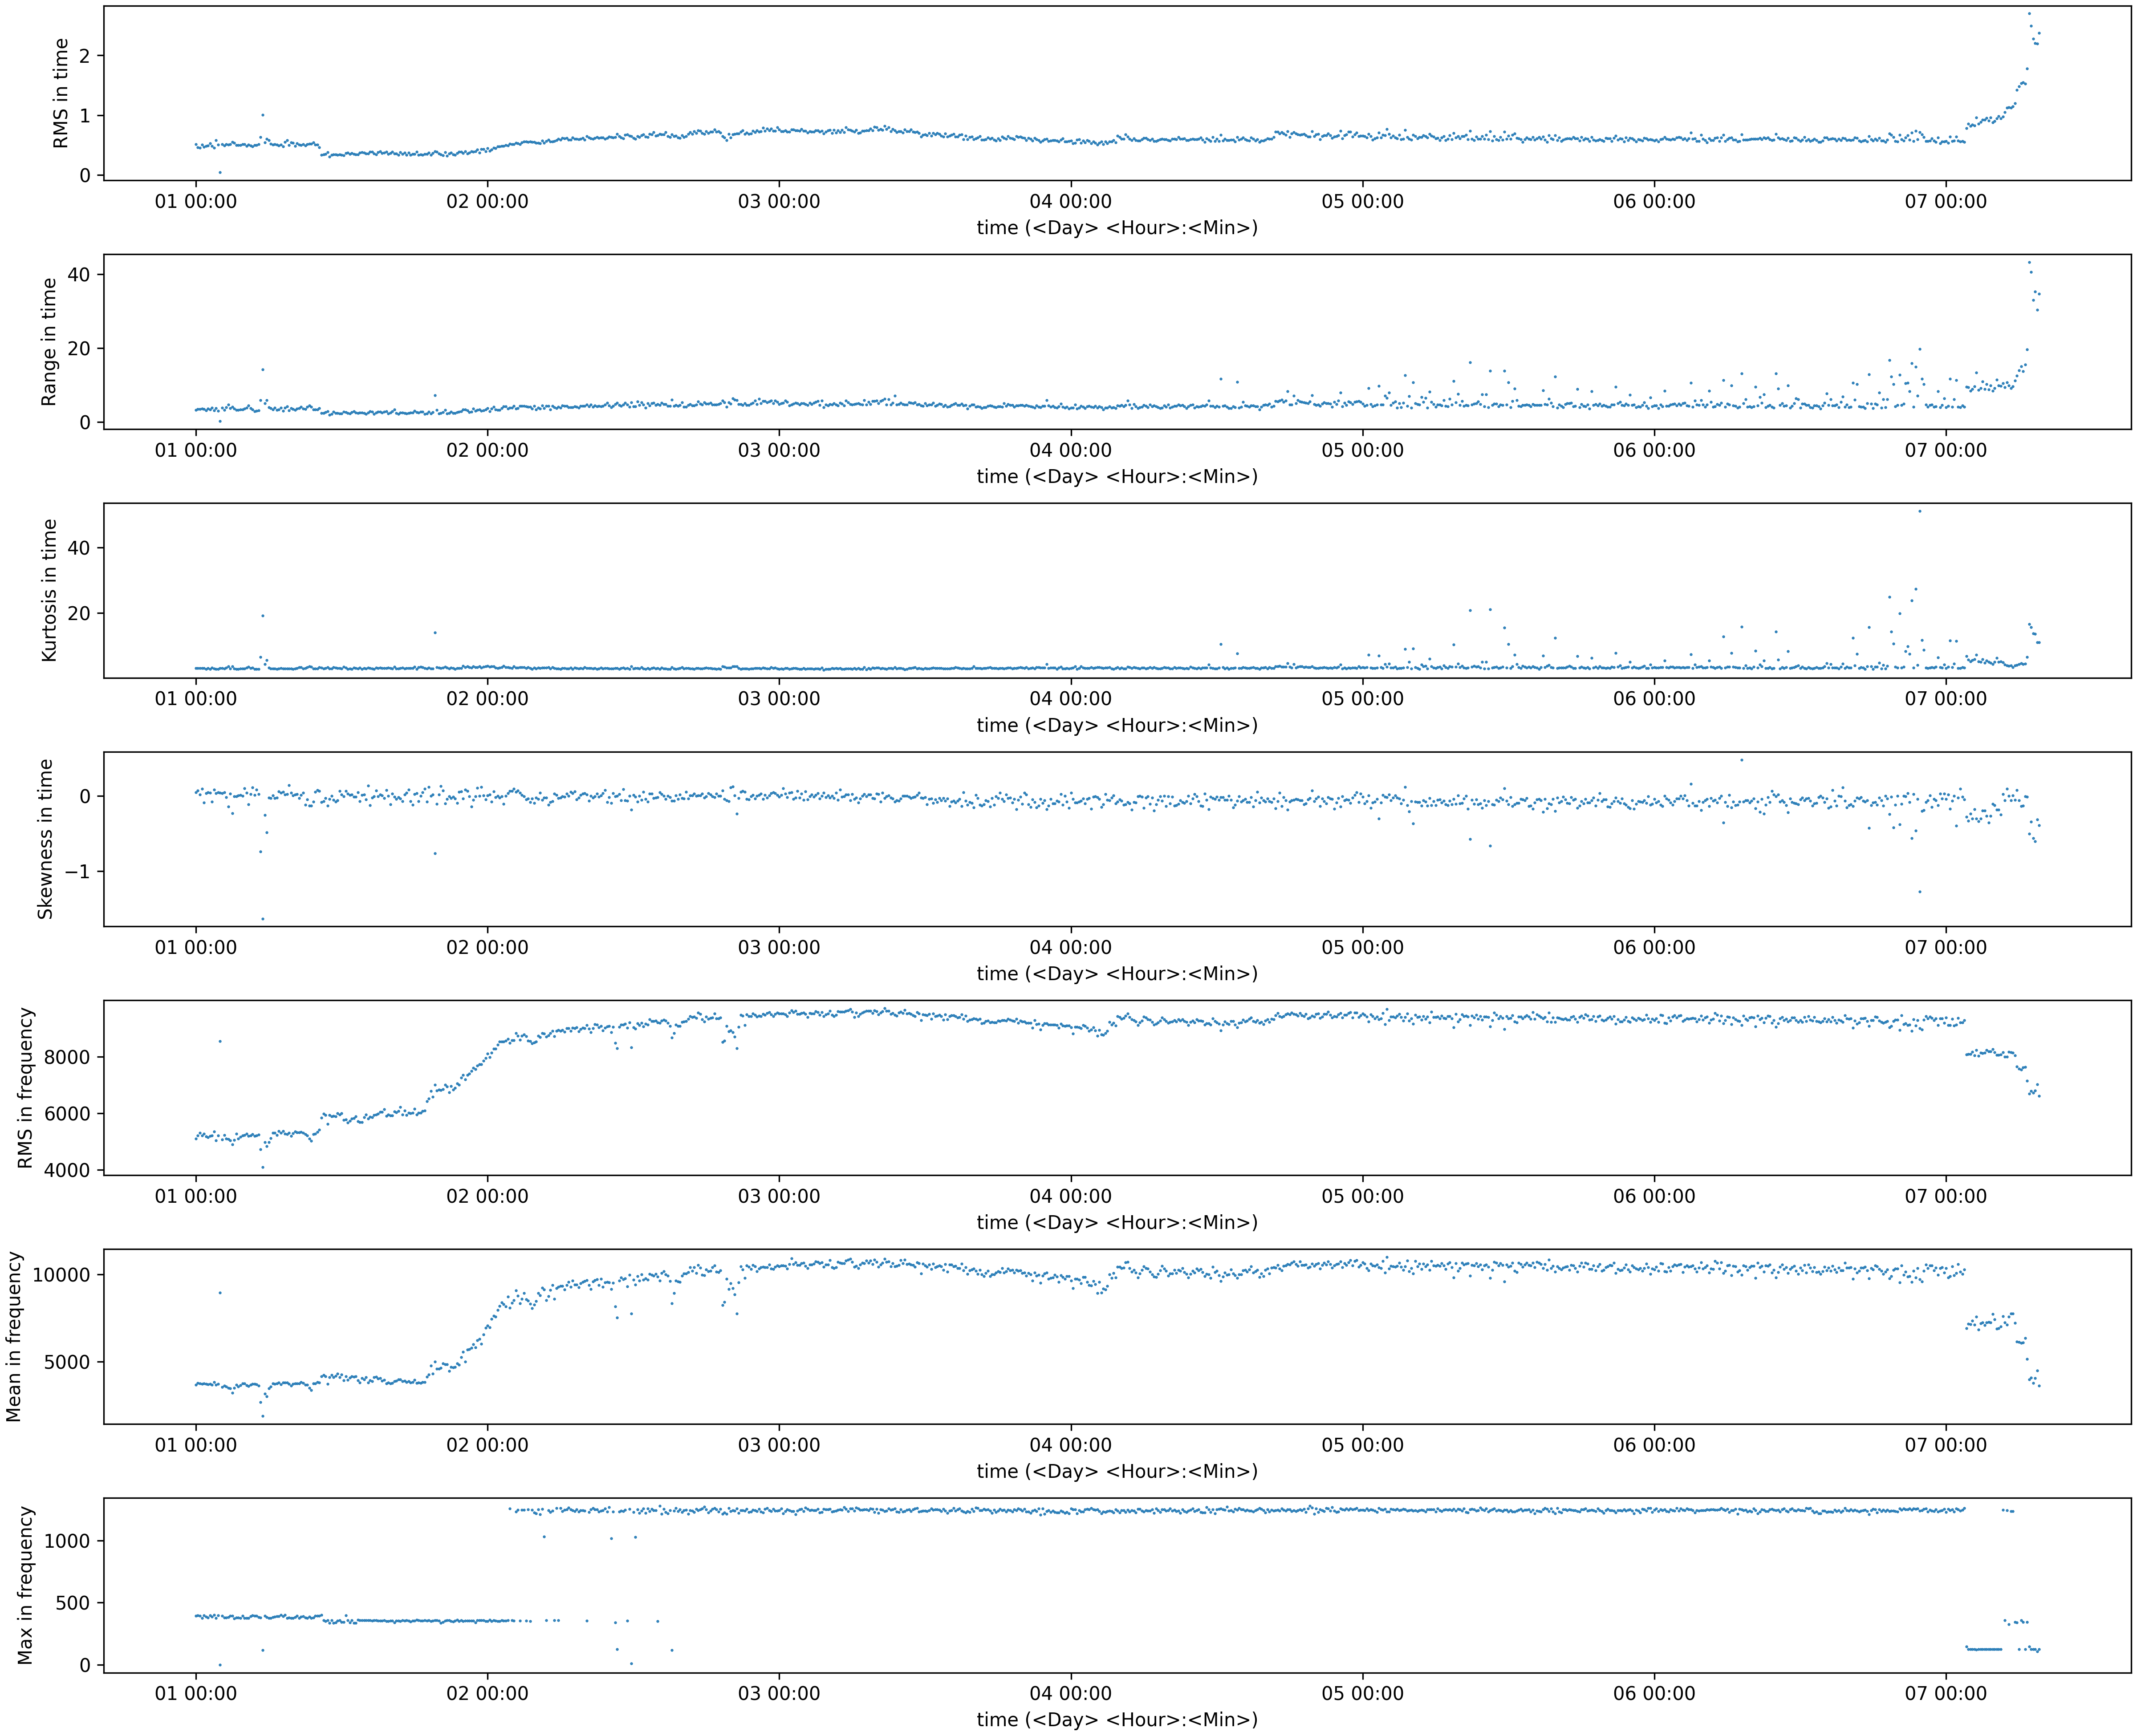 RMS in time
2
1
0
01 00:00 02 00:00 03 00:00 04 00:00 05 00:00 06 00:00 07 00:00
time (<Day> <Hour>:<Min>)
Range in time
40
20
0
01 00:00 02 00:00 03 00:00 04 00:00 05 00:00 06 00:00 07 00:00
time (<Day> <Hour>:<Min>)
Kurtosis in time
40
20
01 00:00 02 00:00 03 00:00 04 00:00 05 00:00 06 00:00 07 00:00
time (<Day> <Hour>:<Min>)
Skewness in time
0
−1
01 00:00 02 00:00 03 00:00 04 00:00 05 00:00 06 00:00 07 00:00
time (<Day> <Hour>:<Min>)
RMS in frequency
8000
6000
4000
01 00:00 02 00:00 03 00:00 04 00:00 05 00:00 06 00:00 07 00:00
time (<Day> <Hour>:<Min>)
Mean in frequency
10000
5000
01 00:00 02 00:00 03 00:00 04 00:00 05 00:00 06 00:00 07 00:00
time (<Day> <Hour>:<Min>)
Max in frequency
1000
500
0
01 00:00 02 00:00 03 00:00 04 00:00 05 00:00 06 00:00 07 00:00
time (<Day> <Hour>:<Min>)